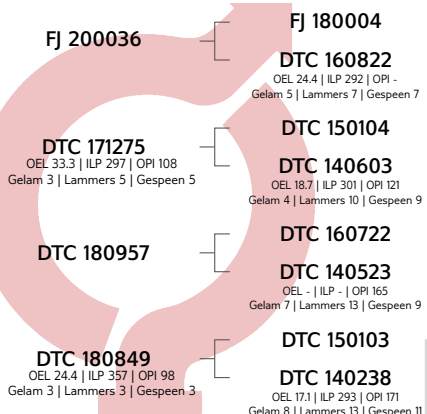 FJ 200036
FJ 180004
DTC 160822
OEL 24.4 | ILP 292 | OPI -
Gelam 5 | Lammers 7 | Gespeen 7
DTC 171275
OEL 33.3 | ILP 297 | OPI 108
Gelam 3 | Lammers 5 | Gespeen 5
DTC 150104
DTC 140603
OEL 18.7 | ILP 301 | OPI 121
Gelam 4 | Lammers 10 | Gespeen 9
DTC 180957
DTC 160722
DTC 140523
OEL - | ILP - | OPI 165
Gelam 7 | Lammers 13 | Gespeen 9
DTC 180849
OEL 24.4 | ILP 357 | OPI 98
Gelam 3 | Lammers 3 | Gespeen 3
DTC 150103
DTC 140238
OEL 17.1 | ILP 293 | OPI 171
Gelam 8 | Lammers 13 | Gespeen 11